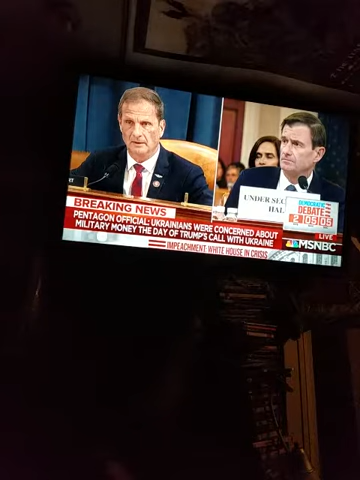 UNDER SEC
HAL
DEMOCRATIC
DEBATE
BREAKING NEWS
PENTAGON OFFICIAL: UKRAINIANS WERE CONCERNED ABOUT
MILITARY MONEY THE DAY OF TRUMP'S CALL WITH UKRAINE
LIVE
MSNBC
IMPEACHMENT: WHITE HOUSE IN CRISIS